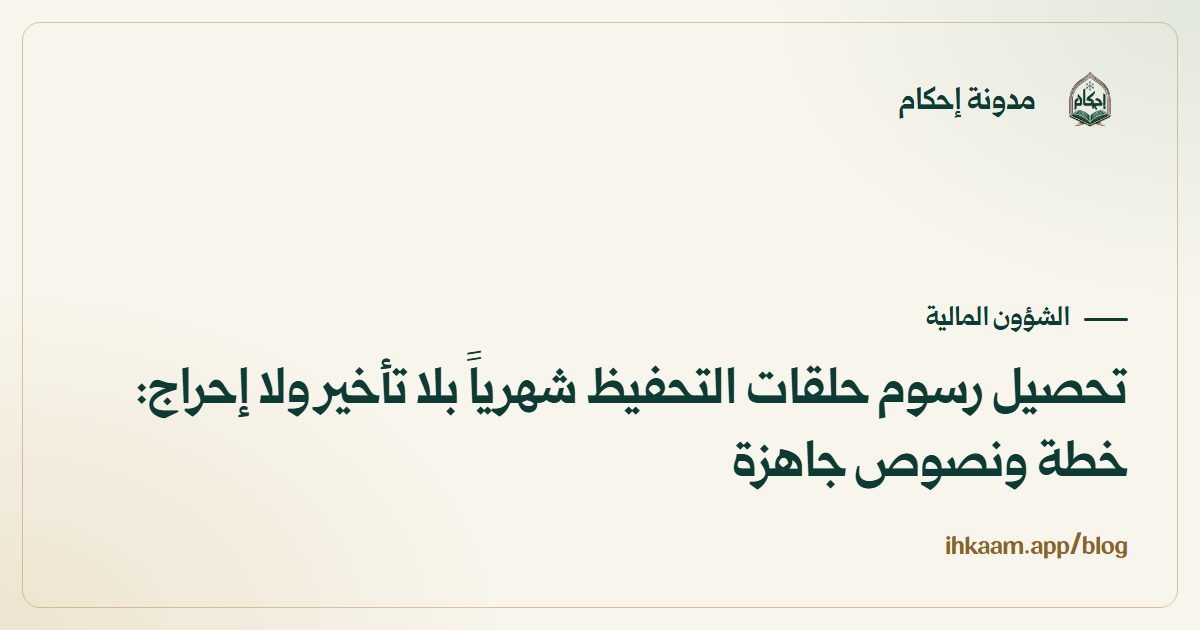 إحكام
مدونة إحكام
الشؤون المالية
تحصيل رسوم حلقات التحفيظ شهرياً بلا تأخير ولا إحراج:
خطة ونصوص جاهزة
ihkaam.app/blog